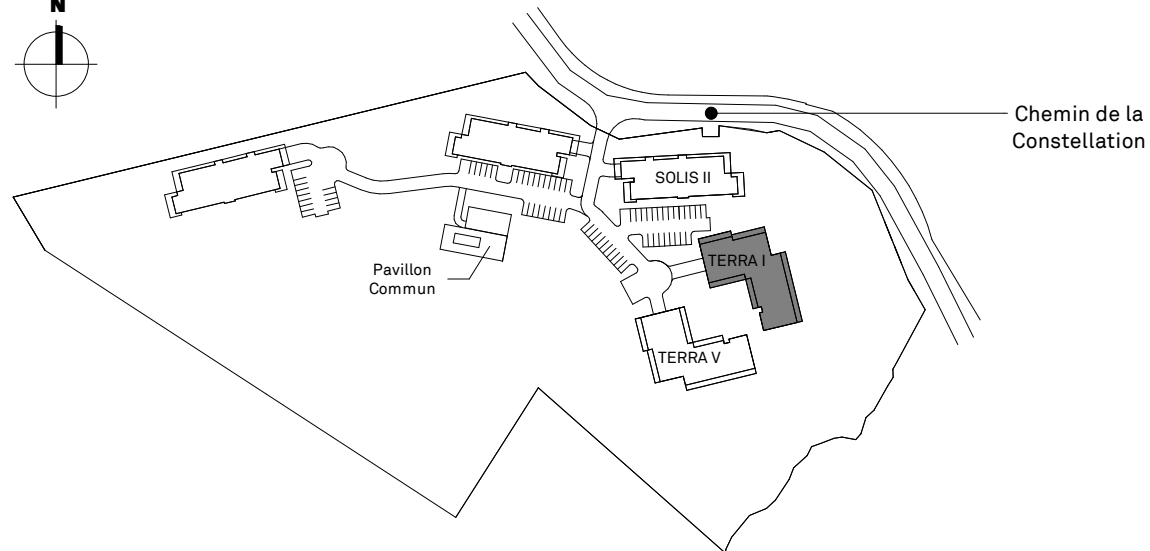 N
Chemin de la
Constellation
SOLIS II
TERRA I
Pavillon
Commun
TERRA V